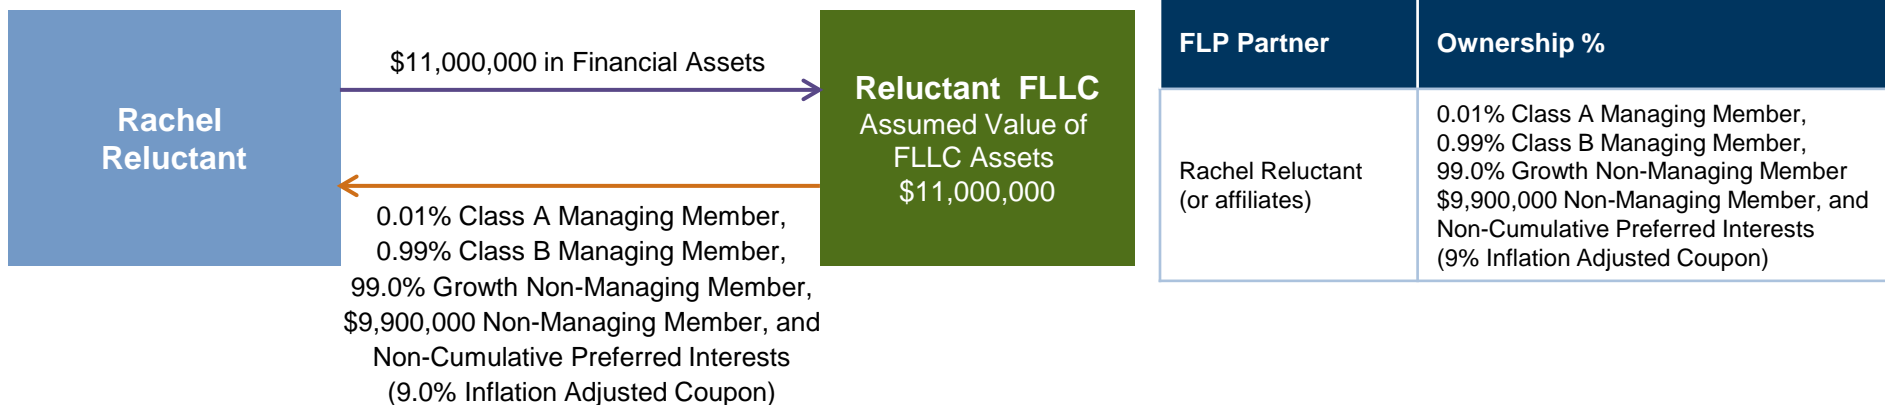 Rachel
Reluctant
$11,000,000 in Financial Assets
0.01% Class A Managing Member,
0.99% Class B Managing Member,
99.0% Growth Non-Managing Member,
$9,900,000 Non-Managing Member, and
Non-Cumulative Preferred Interests
(9.0% Inflation Adjusted Coupon)
Reluctant FLLC
Assumed Value of
FLLC Assets
$11,000,000
FLP Partner
Ownership %
Rachel Reluctant
(or affiliates)
0.01% Class A Managing Member,
0.99% Class B Managing Member,
99.0% Growth Non-Managing Member
$9,900,000 Non-Managing Member, and
Non-Cumulative Preferred Interests
(9% Inflation Adjusted Coupon)